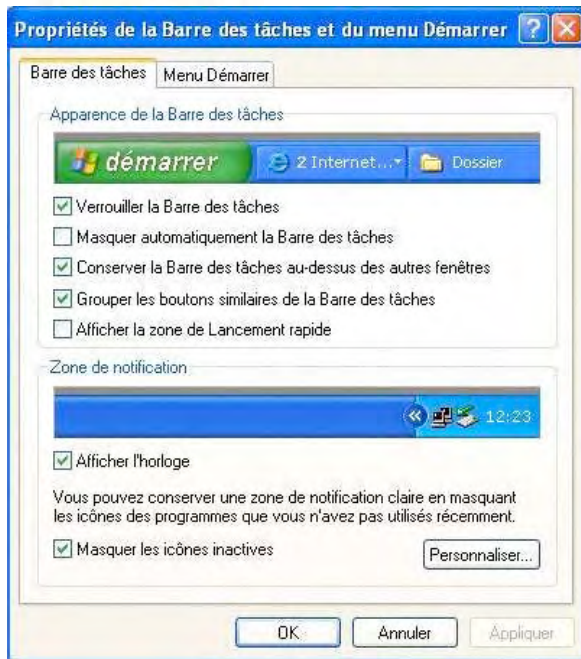 Propriétés de la Barre des tâches et du menu Démarrer
Barre des tâches
Menu Démarrer
Apparence de la Barre des tâches
démarrer
2 Internet...
Dossier
Verrouiller la Barre des tâches
Masquer automatiquement la Barre des tâches
Conserver la Barre des tâches au-dessus des autres fenêtres
Grouper les boutons similaires de la Barre des tâches
Afficher la zone de Lancement rapide
Zone de notification
12:23
Afficher l'horloge
Vous pouvez conserver une zone de notification claire en masquant
les icônes des programmes que vous n'avez pas utilisés récemment.
Masquer les icônes inactives
Personnaliser...
OK
Annuler
Appliquer